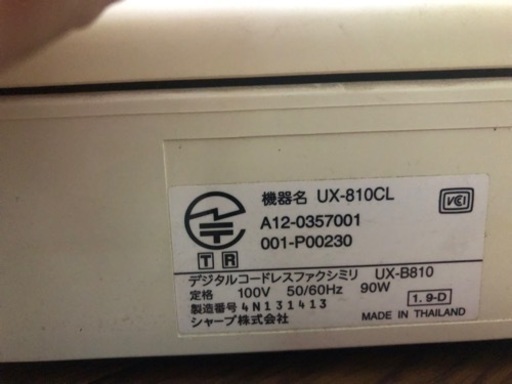 機器名 UX-810CL
A12-0357001
001-P00230
T R
VCCI
デジタルコードレスファクシミリ UX-B810
定格 100V 50/60Hz 90W
製造番号 4N131413
1.9-D
シャープ株式会社
MADE IN THAILAND